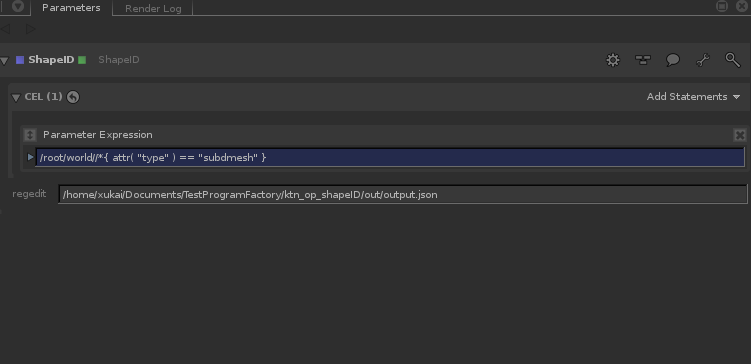 Parameters Render Log
ShapeID ShapeID
CEL (1) Add Statements
Parameter Expression
/root/world//*{ attr( "type" ) == "subdmesh" }
regedit /home/xukai/Documents/TestProgramFactory/ktn_op_shapeID/out/output.json